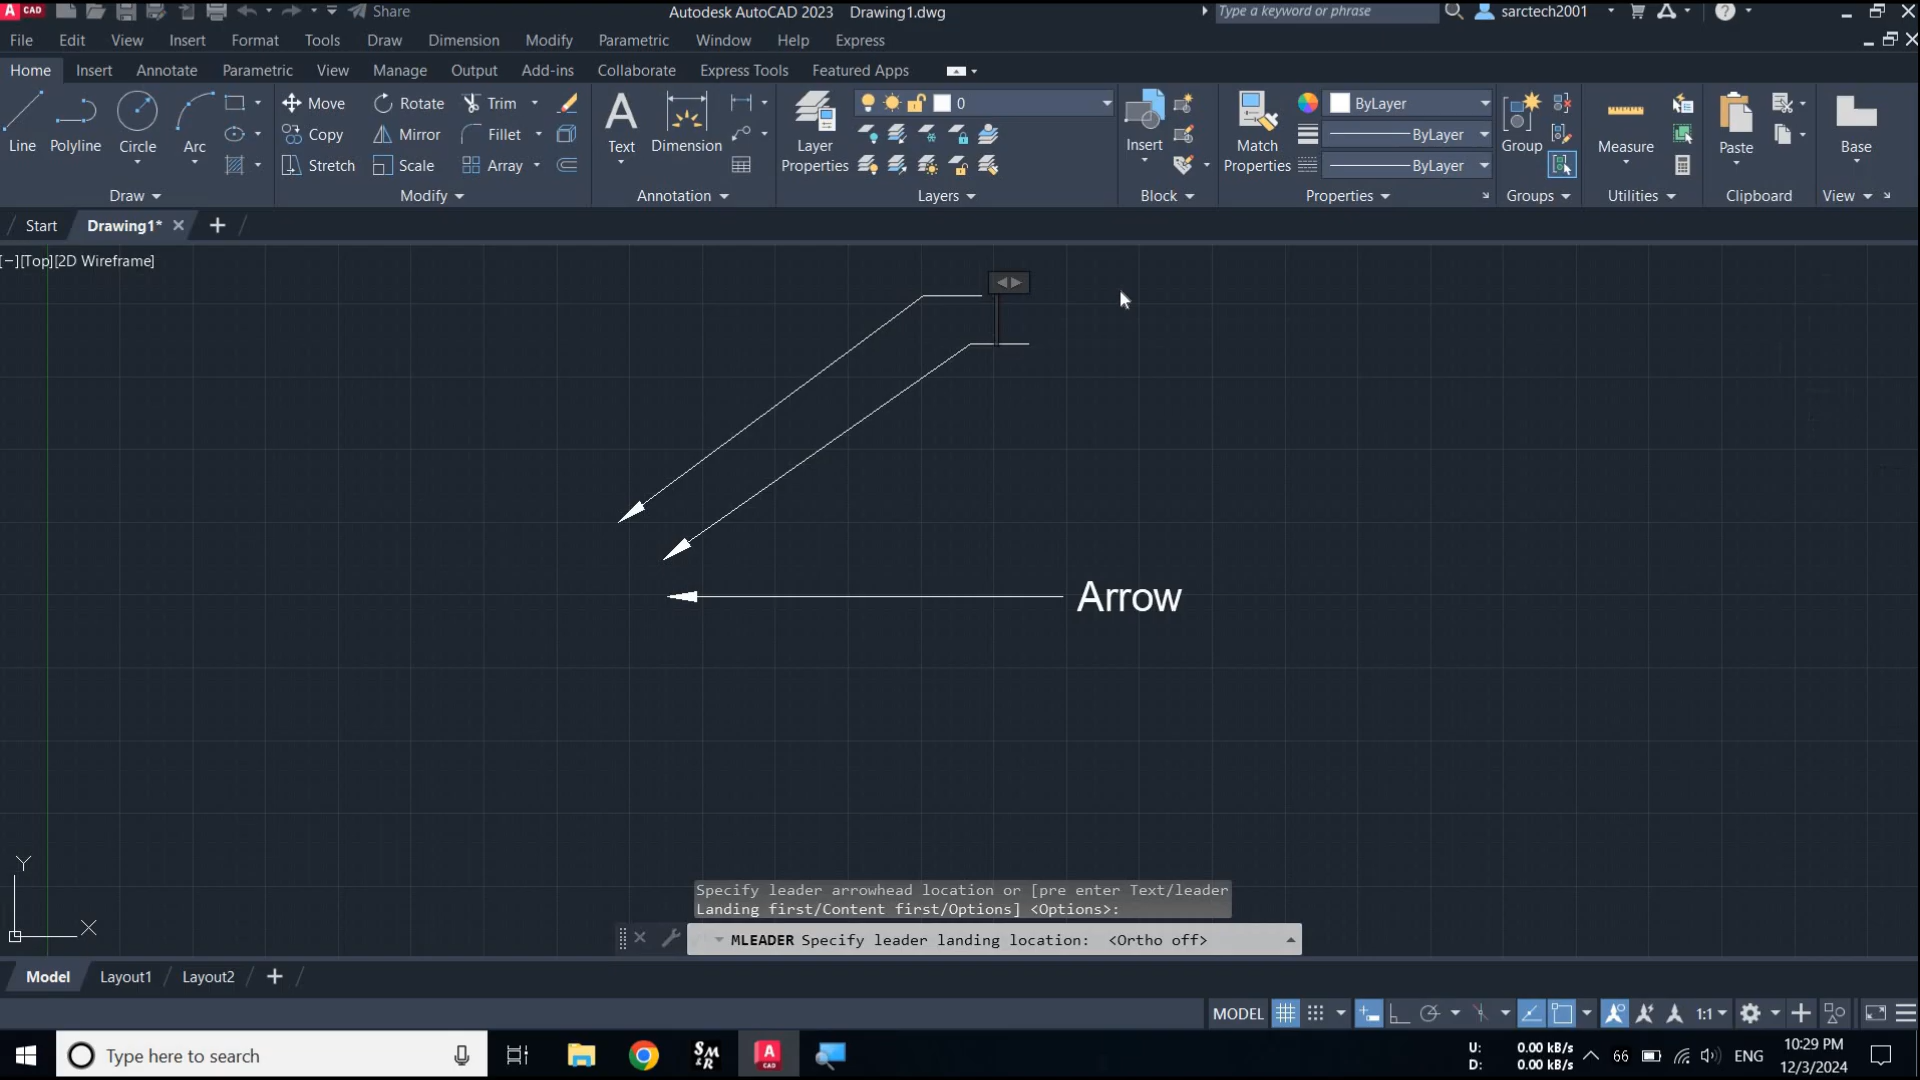 A CAD
Share
Autodesk AutoCAD 2023 Drawing1.dwg
Type a keyword or phrase
sarctech2001
File Edit View Insert Format Tools Draw Dimension Modify Parametric Window Help Express
Home Insert Annotate Parametric View Manage Output Add-ins Collaborate Express Tools Featured Apps
Line
Polyline
Circle
Arc
Draw
Move
Rotate
Trim
Copy
Mirror
Fillet
Stretch
Scale
Array
Modify
Text
Dimension
Annotation
Layer
Properties
0
Layers
Insert
Block
Match
Properties
ByLayer
ByLayer
ByLayer
Properties
Group
Groups
Measure
Utilities
Paste
Clipboard
Base
View
Start
Drawing1*
[−][Top][2D Wireframe]
Arrow
Y
X
Specify leader arrowhead location or [pre enter Text/leader
Landing first/Content first/Options] <Options>:
MLEADER Specify leader landing location: <Ortho off>
Model Layout1 Layout2
MODEL
1:1
Type here to search
SM
&R
A
CAD
U: 0.00 kB/s
D: 0.00 kB/s
66
ENG
10:29 PM
12/3/2024